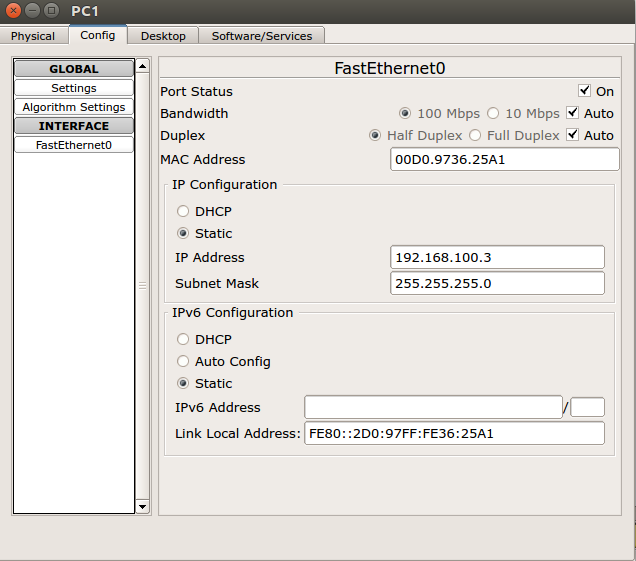 PC1
Physical Config Desktop Software/Services
GLOBAL
Settings
Algorithm Settings
INTERFACE
FastEthernet0
FastEthernet0
Port Status On
Bandwidth 100 Mbps 10 Mbps Auto
Duplex Half Duplex Full Duplex Auto
MAC Address 00D0.9736.25A1
IP Configuration
DHCP
Static
IP Address 192.168.100.3
Subnet Mask 255.255.255.0
IPv6 Configuration
DHCP
Auto Config
Static
IPv6 Address /
Link Local Address: FE80::2D0:97FF:FE36:25A1